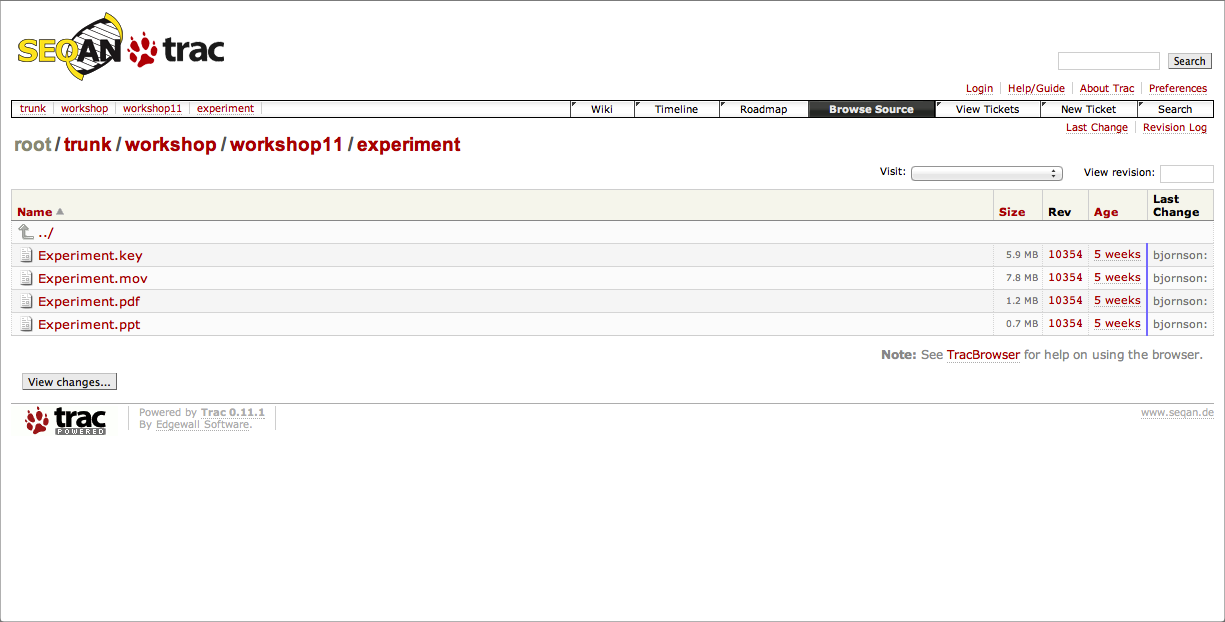 SEQAN trac
Search
Login Help/Guide About Trac Preferences
trunk workshop workshop11 experiment Wiki Timeline Roadmap Browse Source View Tickets New Ticket Search
Last Change Revision Log
root/trunk/workshop/workshop11/experiment
Visit: View revision:
Name Size Rev Age Last Change
../
Experiment.key 5.9 MB 10354 5 weeks bjornson:
Experiment.mov 7.8 MB 10354 5 weeks bjornson:
Experiment.pdf 1.2 MB 10354 5 weeks bjornson:
Experiment.ppt 0.7 MB 10354 5 weeks bjornson:
Note: See TracBrowser for help on using the browser.
View changes...
trac POWERED
Powered by Trac 0.11.1
By Edgewall Software.
www.seqan.de